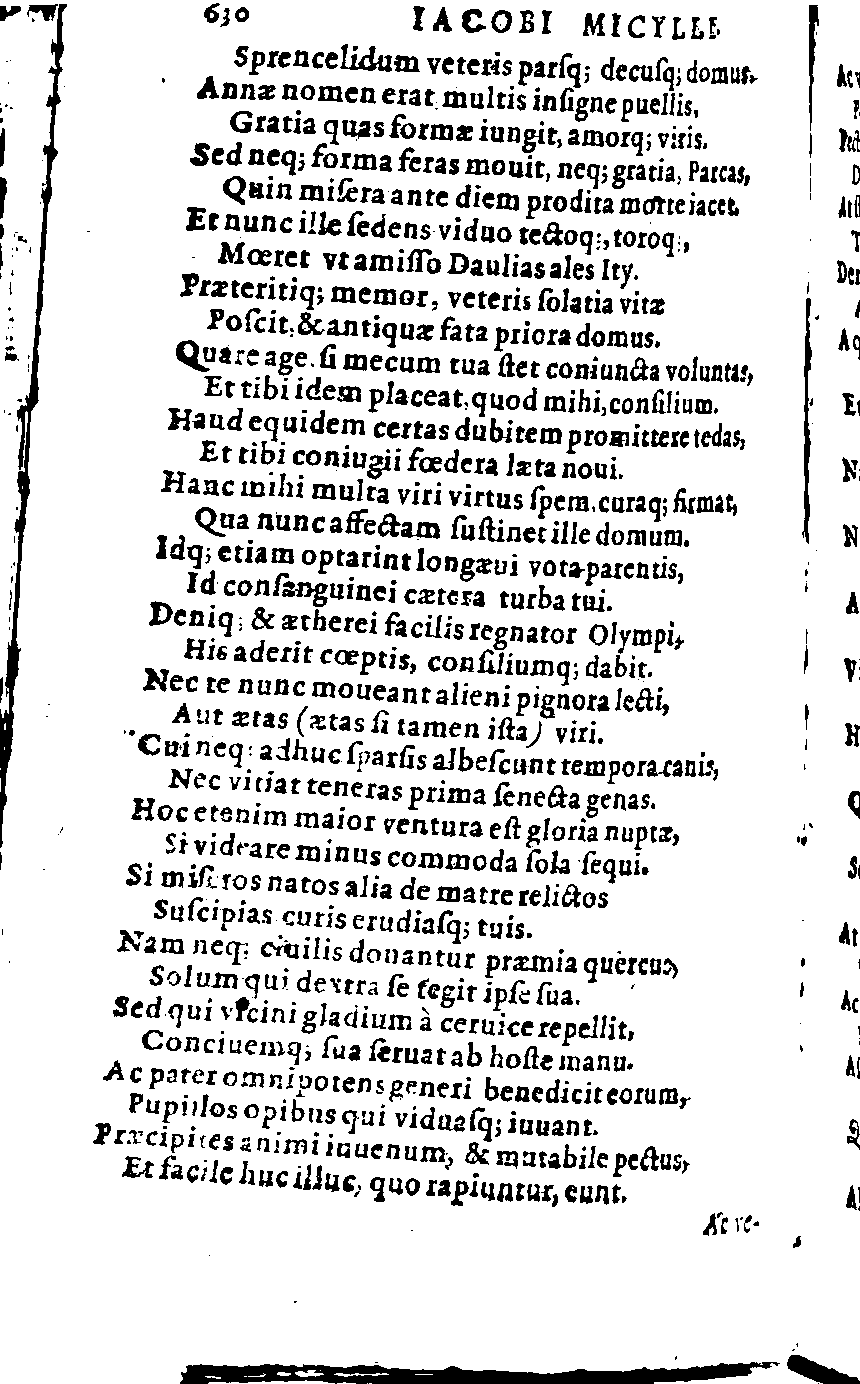 630 IACOBI MICYLLI
Sprencelidum veteris parſq; decuſq; domus,
Annæ nomen erat multis inſigne puellis,
Gratia quas formæ iungit, amorq; viris.
Sed neq; forma feras mouit, neq; gratia, Parcas,
Quin miſera ante diem prodita morte iacet.
Et nunc ille ſedens viduo tectoq;, toroq;,
Mœret vt amiſſo Daulias ales Ity.
Præteritiq; memor, veteris ſolatia vitæ
Poſcit, & antiquæ fata priora domus.
Quare age. ſi mecum tua ſtet coniuncta voluntas,
Et tibi idem placeat, quod mihi, conſilium.
Haud equidem certas dubitem promittere tedas,
Et tibi coniugii fœdera læta noui.
Hanc mihi multa viri virtus ſpem, curaq; firmat,
Qua nunc affectam ſuſtinet ille domum.
Idq; etiam optarint longæui vota parentis,
Id conſanguinei cætera turba tui.
Deniq; & ætherei facilis regnator Olympi,
His aderit cœptis, conſiliumq; dabit.
Nec te nunc moueant alieni pignora lecti,
Aut ætas (ætas ſi tamen iſta) viri.
Cui neq; adhuc ſparſis albeſcunt tempora canis,
Nec vitiat teneras prima ſenecta genas.
Hoc etenim maior ventura eſt gloria nuptæ,
Si videare minus commoda ſola ſequi.
Si miſeros natos alia de matre relictos
Suſcipias curis erudiaſq; tuis.
Nam neq; ciuilis donantur præmia quercus,
Solum qui dextra ſe tegit ipſe ſua.
Sed qui vicini gladium à ceruice repellit,
Conciuemq; ſua ſeruat ab hoſte manu.
Ac pater omnipotens generi benedicit eorum,
Pupillos opibus qui viduaſq; iuuant.
Præcipites animi iuuenum, & mutabile pectus,
Et facile huc illuc, quo rapiuntur, eunt.
At ve-